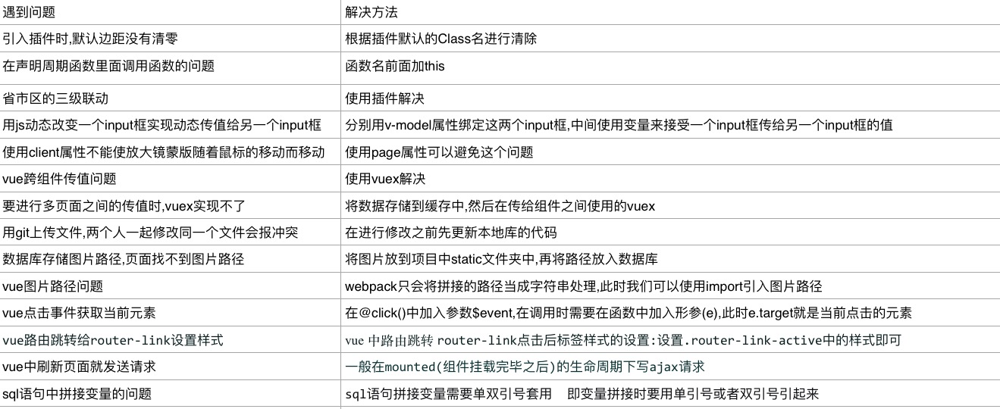 遇到问题 解决方法
引入插件时,默认边距没有清零 根据插件默认的Class名进行清除
在声明周期函数里面调用函数的问题 函数名前面加this
省市区的三级联动 使用插件解决
用js动态改变一个input框实现动态传值给另一个input框 分别用v-model属性绑定这两个input框,中间使用变量来接受一个input框传给另一个input框的值
使用client属性不能使放大镜蒙版随着鼠标的移动而移动 使用page属性可以避免这个问题
vue跨组件传值问题 使用vuex解决
要进行多页面之间的传值时,vuex实现不了 将数据存储到缓存中,然后在传给组件之间使用的vuex
用git上传文件,两个人一起修改同一个文件会报冲突 在进行修改之前先更新本地库的代码
数据库存储图片路径,页面找不到图片路径 将图片放到项目中static文件夹中,再将路径放入数据库
vue图片路径问题 webpack只会将拼接的路径当成字符串处理,此时我们可以使用import引入图片路径
vue点击事件获取当前元素 在@click()中加入参数$event,在调用时需要在函数中加入形参(e),此时e.target就是当前点击的元素
vue路由跳转给router-link设置样式 vue 中路由跳转 router-link点击后标签样式的设置:设置.router-link-active中的样式即可
vue中刷新页面就发送请求 一般在mounted(组件挂载完毕之后)的生命周期下写ajax请求
sql语句中拼接变量的问题 sql语句拼接变量需要单双引号套用 即变量拼接时要用单引号或者双引号引起来